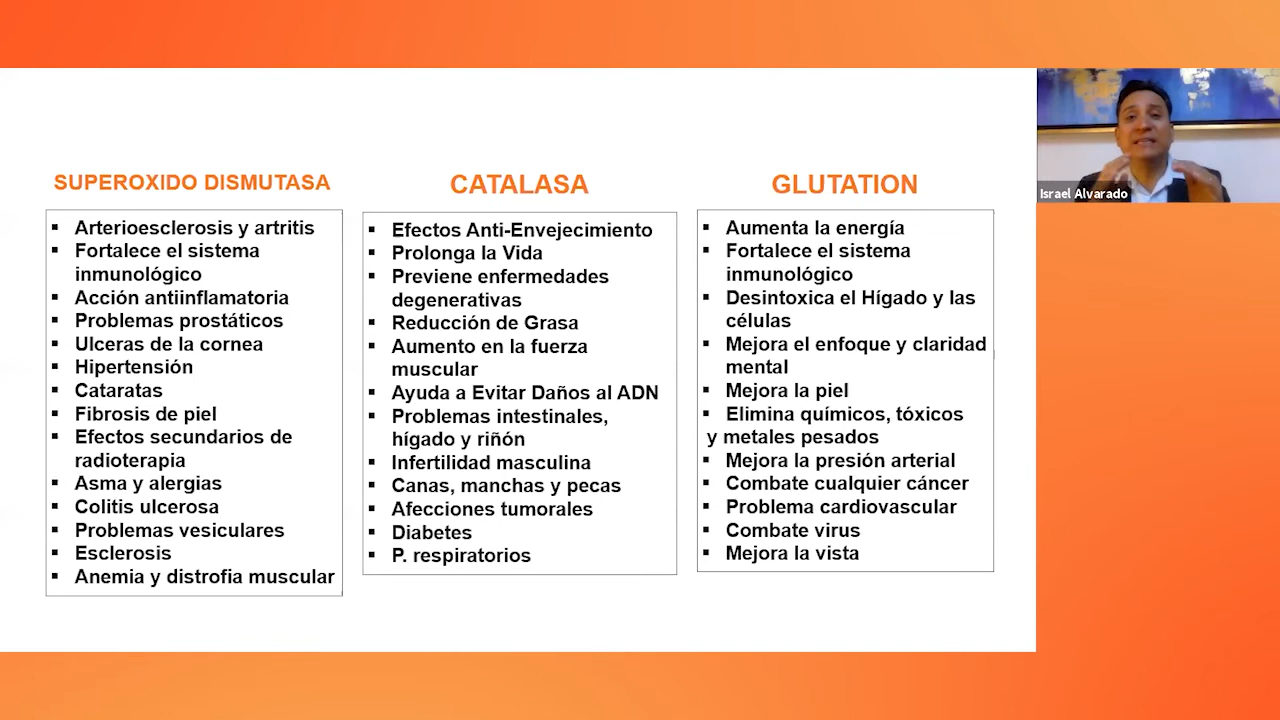 SUPEROXIDO DISMUTASA
▪ Arterioesclerosis y artritis
▪ Fortalece el sistema
inmunológico
▪ Acción antiinflamatoria
▪ Problemas prostáticos
▪ Ulceras de la cornea
▪ Hipertensión
▪ Cataratas
▪ Fibrosis de piel
▪ Efectos secundarios de
radioterapia
▪ Asma y alergias
▪ Colitis ulcerosa
▪ Problemas vesiculares
▪ Esclerosis
▪ Anemia y distrofia muscular
CATALASA
▪ Efectos Anti-Envejecimiento
▪ Prolonga la Vida
▪ Previene enfermedades
degenerativas
▪ Reducción de Grasa
▪ Aumento en la fuerza
muscular
▪ Ayuda a Evitar Daños al ADN
▪ Problemas intestinales,
hígado y riñón
▪ Infertilidad masculina
▪ Canas, manchas y pecas
▪ Afecciones tumorales
▪ Diabetes
▪ P. respiratorios
GLUTATION
▪ Aumenta la energía
▪ Fortalece el sistema
inmunológico
▪ Desintoxica el Hígado y las
células
▪ Mejora el enfoque y claridad
mental
▪ Mejora la piel
▪ Elimina químicos, tóxicos
y metales pesados
▪ Mejora la presión arterial
▪ Combate cualquier cáncer
▪ Problema cardiovascular
▪ Combate virus
▪ Mejora la vista
Israel Alvarado